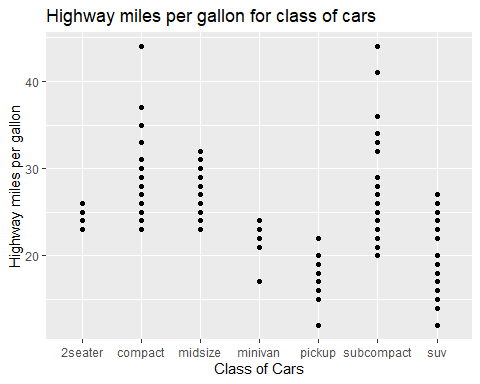 Highway miles per gallon for class of cars
Highway miles per gallon
40
30
20
2seater compact midsize minivan pickup subcompact suv
Class of Cars